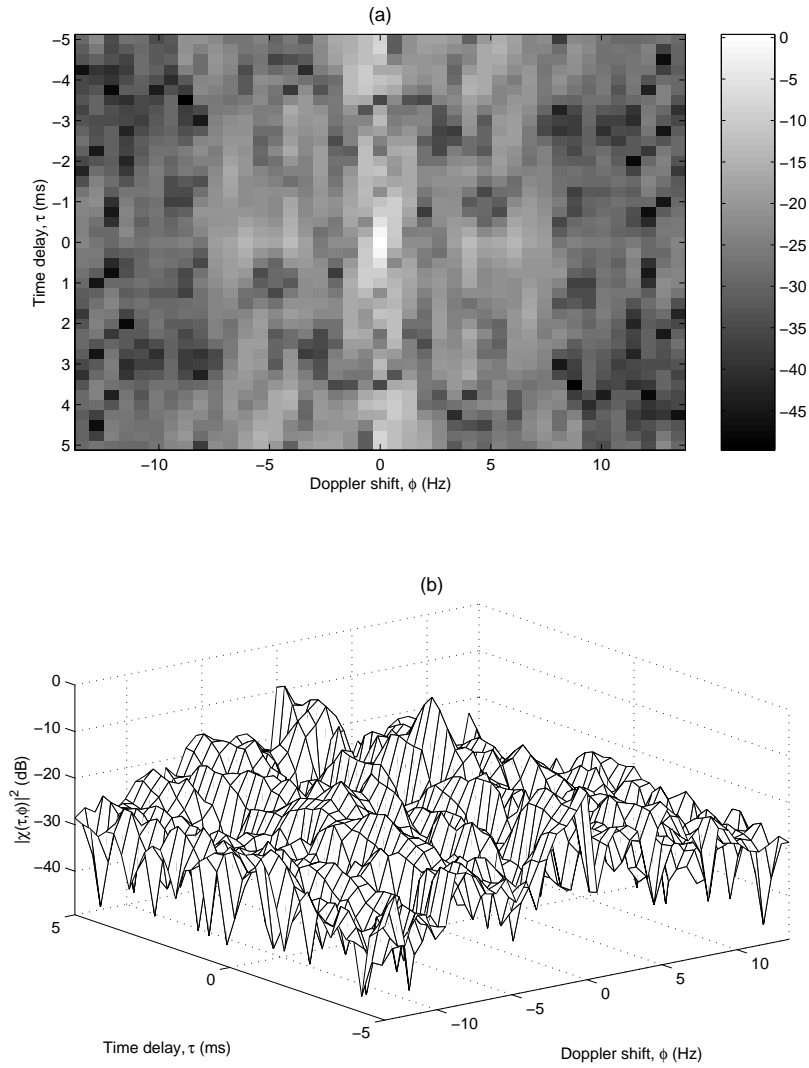 (a)
−5
−4
−3
−2
−1
0
1
2
3
4
5
Time delay, τ (ms)
−10 −5 0 5 10
Doppler shift, φ (Hz)
0
−5
−10
−15
−20
−25
−30
−35
−40
−45
(b)
0
−10
−20
−30
−40
|χ(τ,φ)|² (dB)
5 0 −5
Time delay, τ (ms)
−10 −5 0 5 10
Doppler shift, φ (Hz)